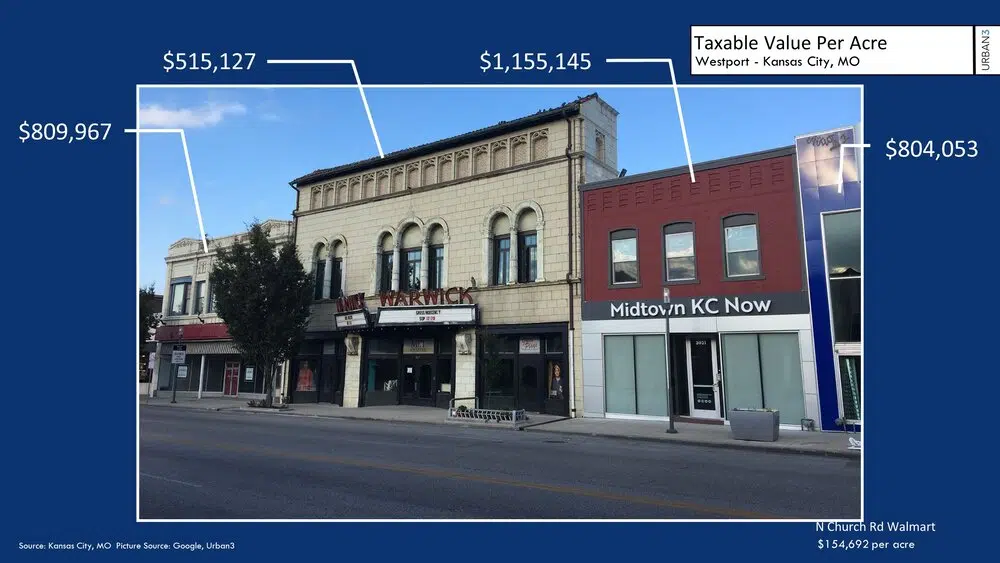 Taxable Value Per Acre
Westport - Kansas City, MO
URBAN3
$515,127
$1,155,145
$809,967
$804,053
WARWICK
Midtown KC Now
3931
N Church Rd Walmart
$154,692 per acre
Source: Kansas City, MO Picture Source: Google, Urban3